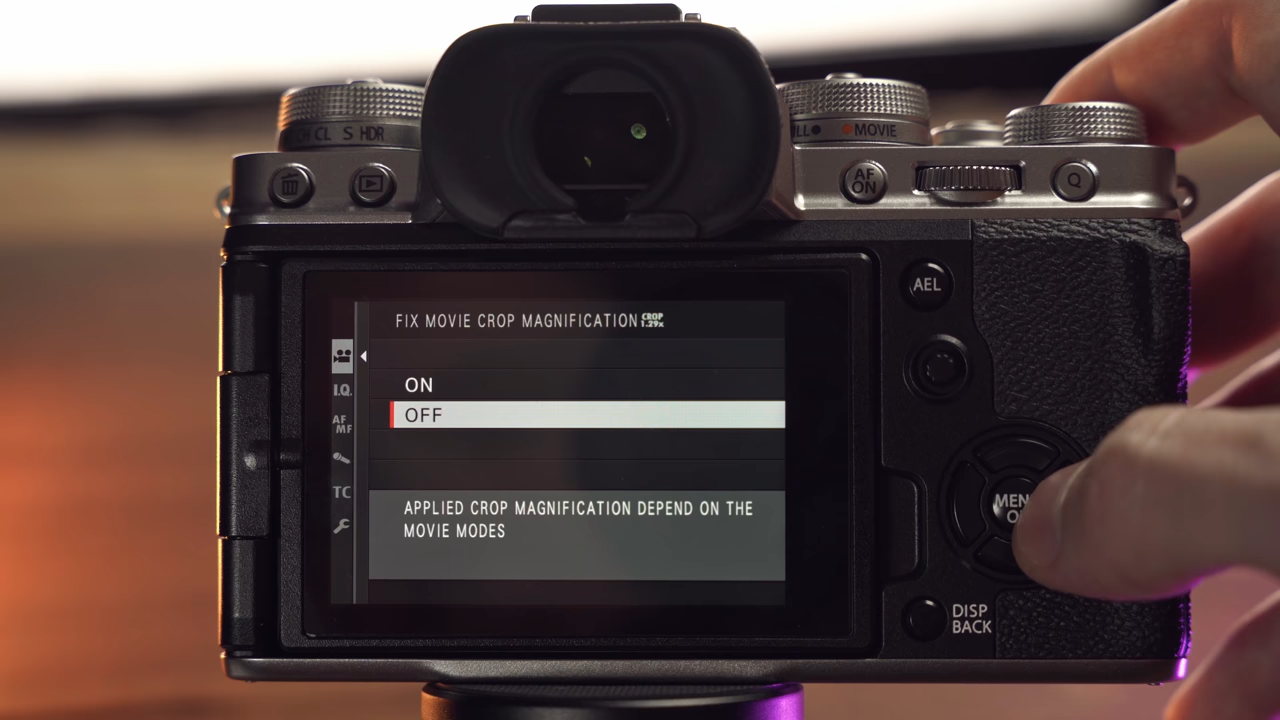 CL S HDR
MOVIE
AF
ON
Q
AEL
FIX MOVIE CROP MAGNIFICATION CROP 1.29x
I.Q.
AF
MF
TC
ON
OFF
APPLIED CROP MAGNIFICATION DEPEND ON THE
MOVIE MODES
DISP
BACK